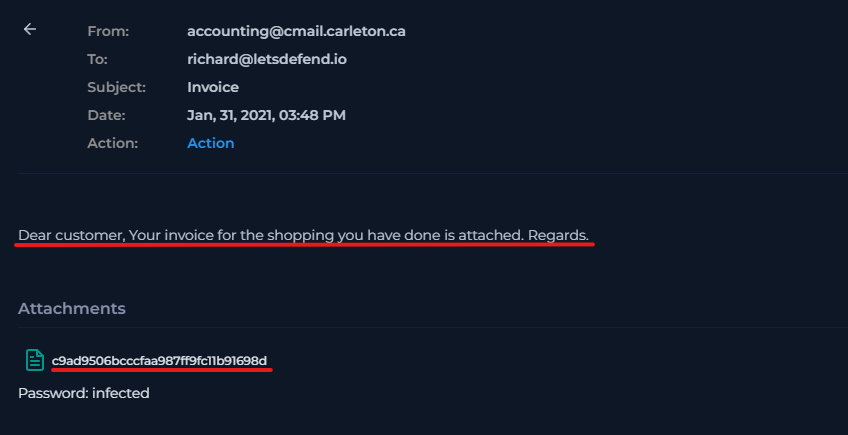 From: accounting@cmail.carleton.ca
To: richard@letsdefend.io
Subject: Invoice
Date: Jan, 31, 2021, 03:48 PM
Action: Action
Dear customer, Your invoice for the shopping you have done is attached. Regards.
Attachments
c9ad9506bcccfaa987ff9fc11b91698d
Password: infected